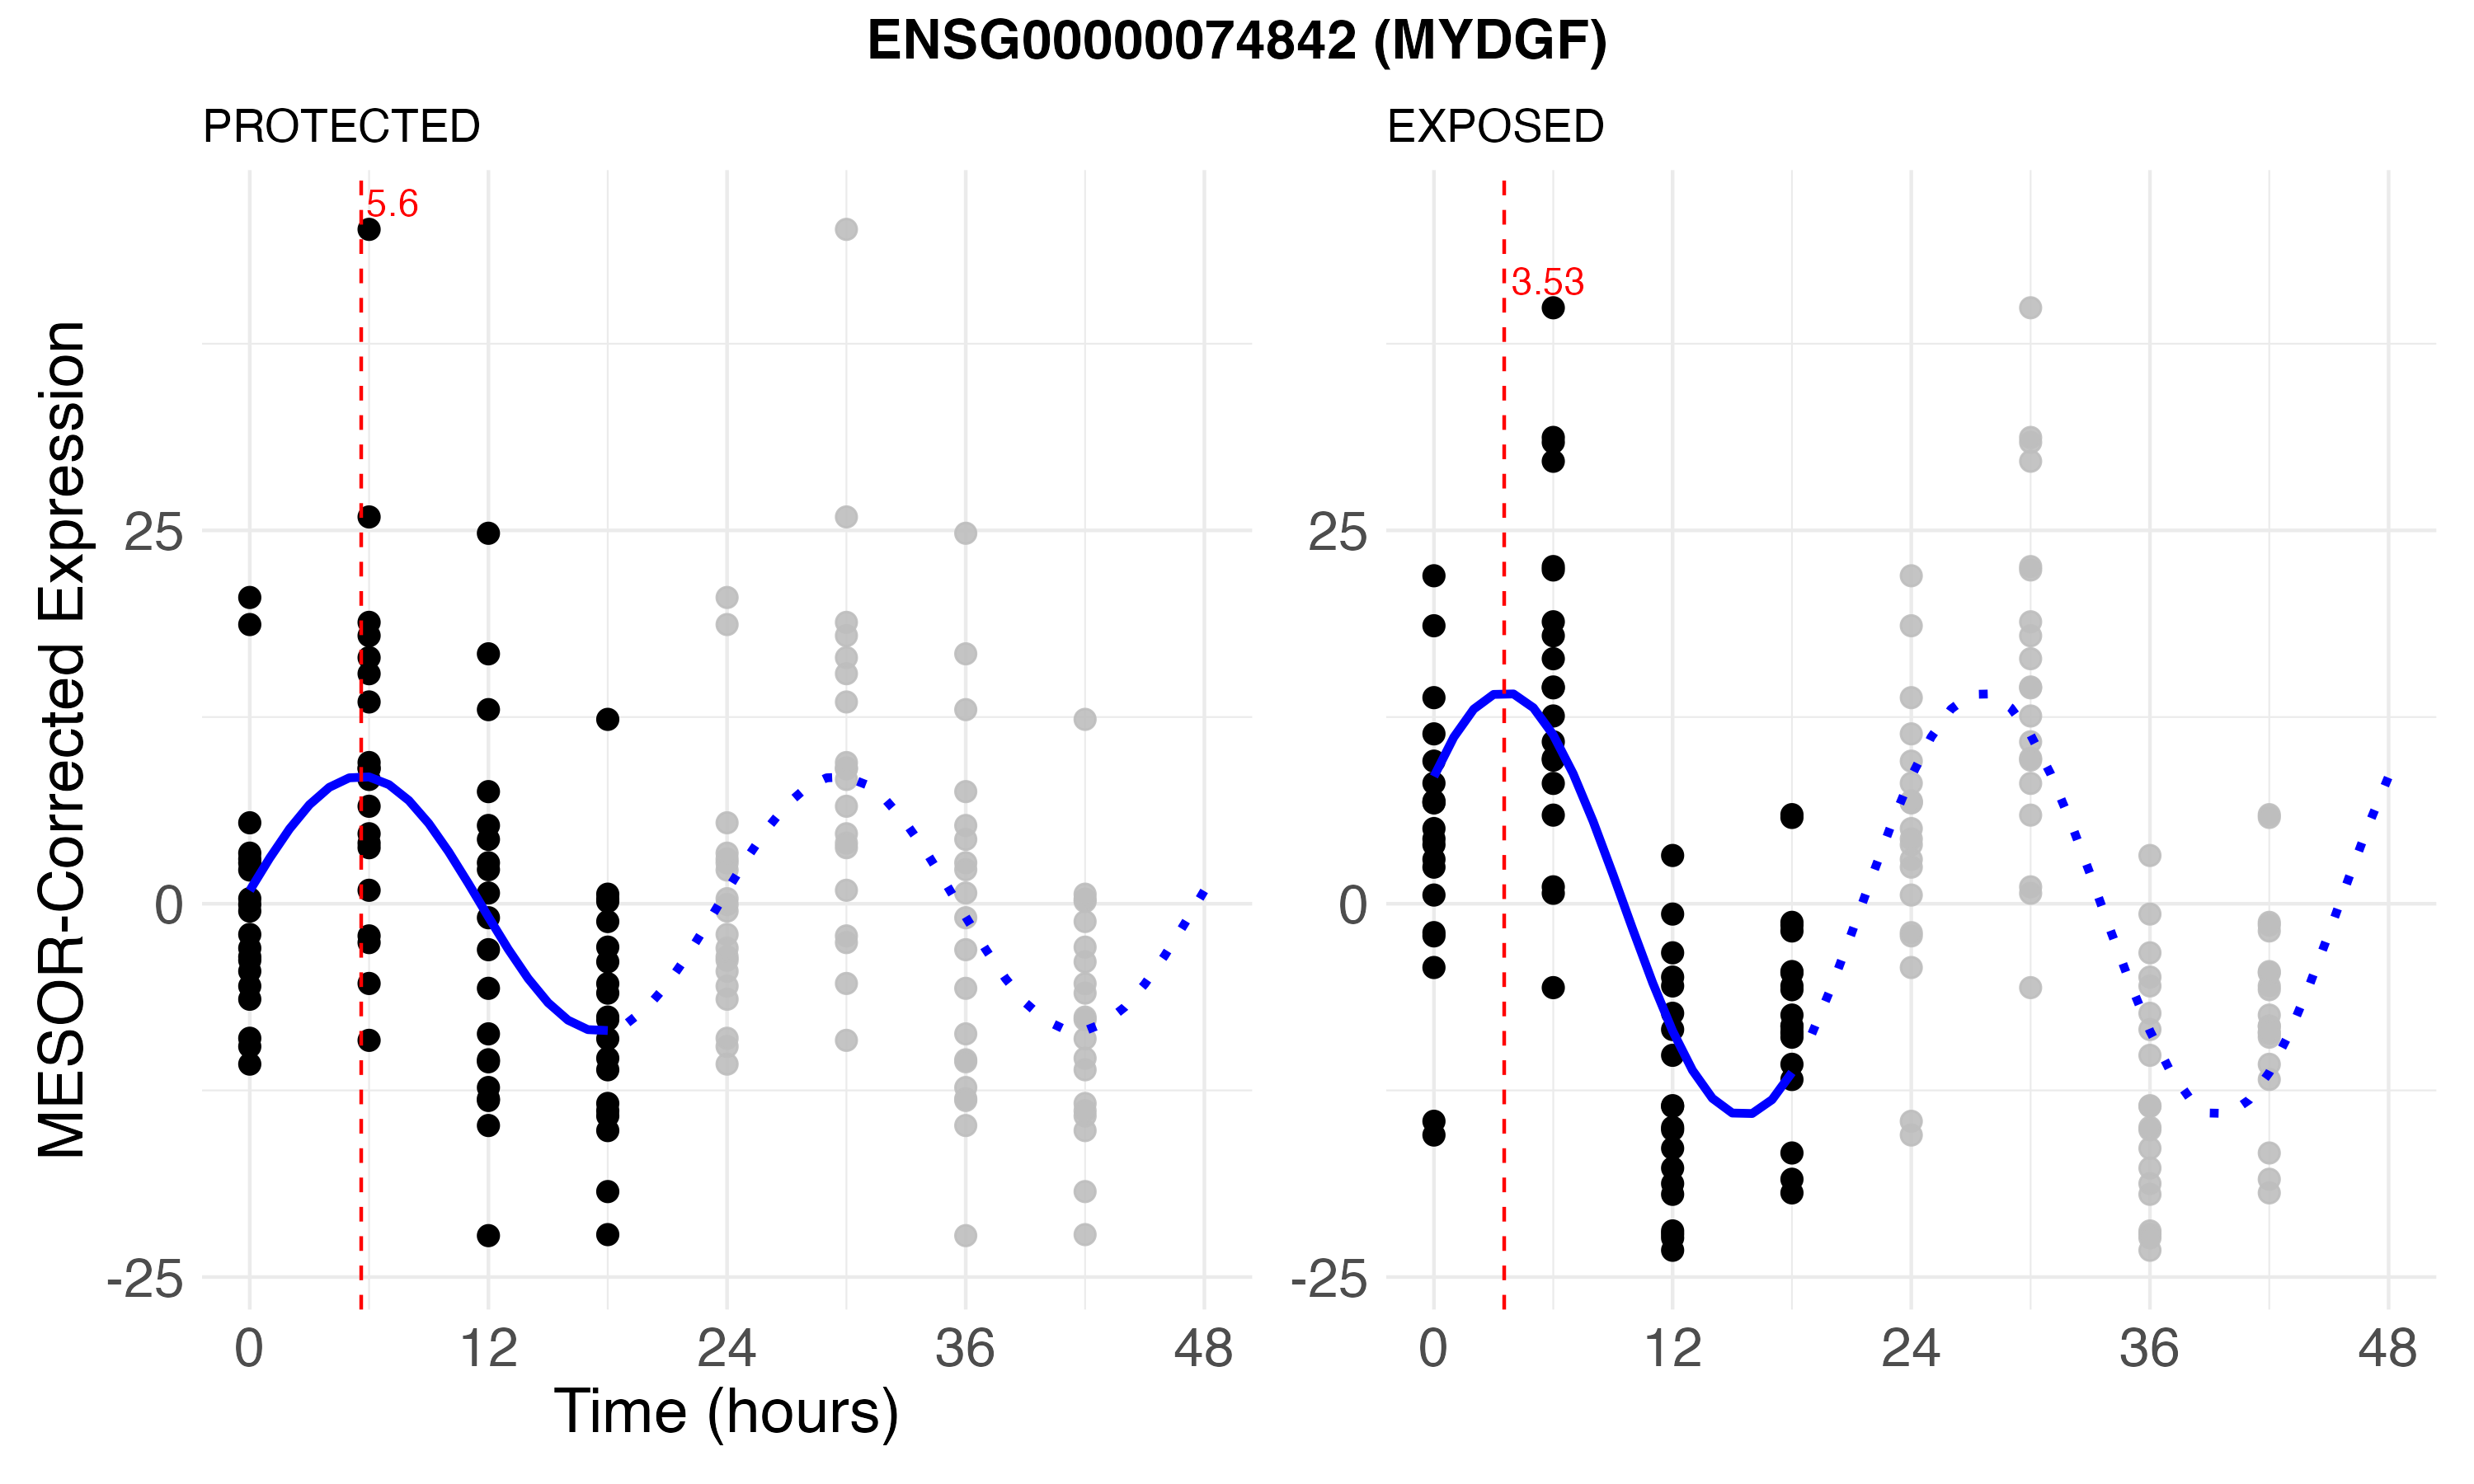 ENSG00000074842 (MYDGF)
PROTECTED
EXPOSED
MESOR-Corrected Expression
5.6
3.53
25
0
-25
25
0
-25
0 12 24 36 48
0 12 24 36 48
Time (hours)